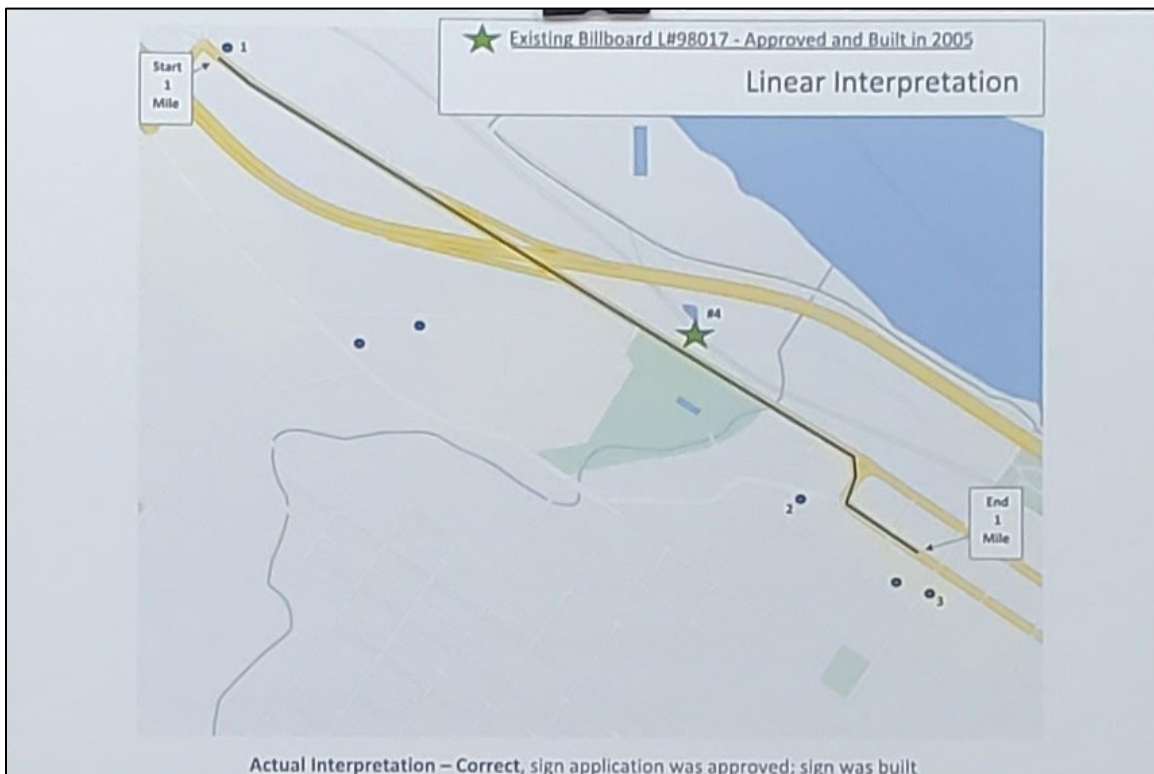 Existing Billboard L#98017 - Approved and Built in 2005
Linear Interpretation
Start
1
Mile
1
#4
2
End
1
Mile
3
Actual Interpretation – Correct, sign application was approved; sign was built